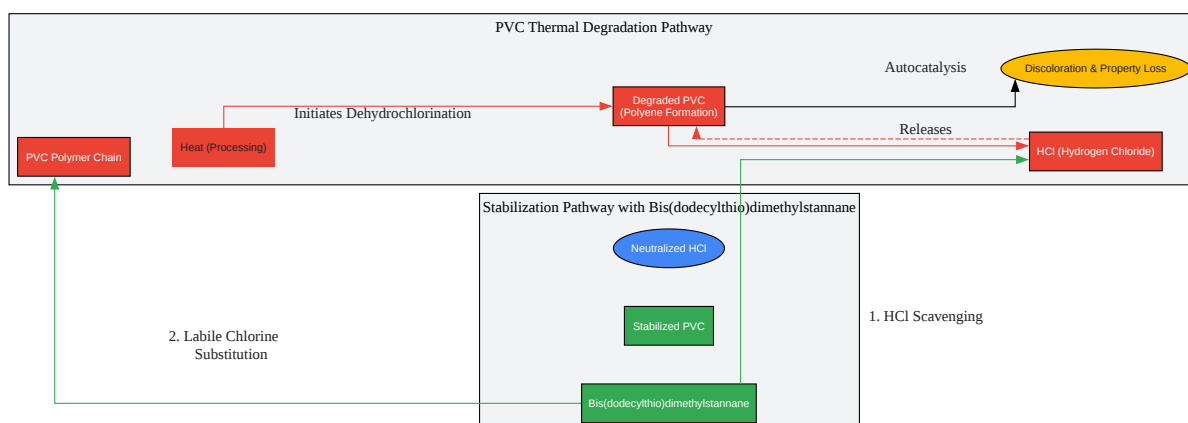 PVC Thermal Degradation Pathway
Autocatalysis
Discoloration & Property Loss
Initiates Dehydrochlorination
Degraded PVC
(Polyene Formation)
Releases
PVC Polymer Chain
Heat (Processing)
HCl (Hydrogen Chloride)
Stabilization Pathway with Bis(dodecylthio)dimethylstannane
Neutralized HCl
1. HCl Scavenging
Stabilized PVC
2. Labile Chlorine
Substitution
Bis(dodecylthio)dimethylstannane